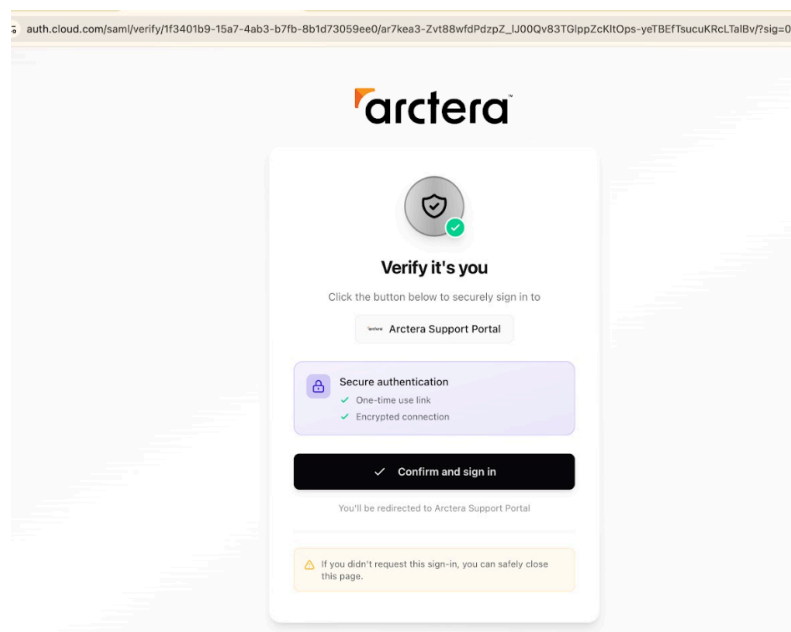 auth.cloud.com/saml/verify/1f3401b9-15a7-4ab3-b7fb-8b1d73059ee0/ar7kea3-Zvt88wfdPdzpZ_IJ00Qv83TGlppZcKltOps-yeTBEfTsucuKRcLTalBv/?sig=0
arctera™
Verify it's you
Click the button below to securely sign in to
Arctera Support Portal
Secure authentication
One-time use link
Encrypted connection
Confirm and sign in
You'll be redirected to Arctera Support Portal
If you didn't request this sign-in, you can safely close
this page.